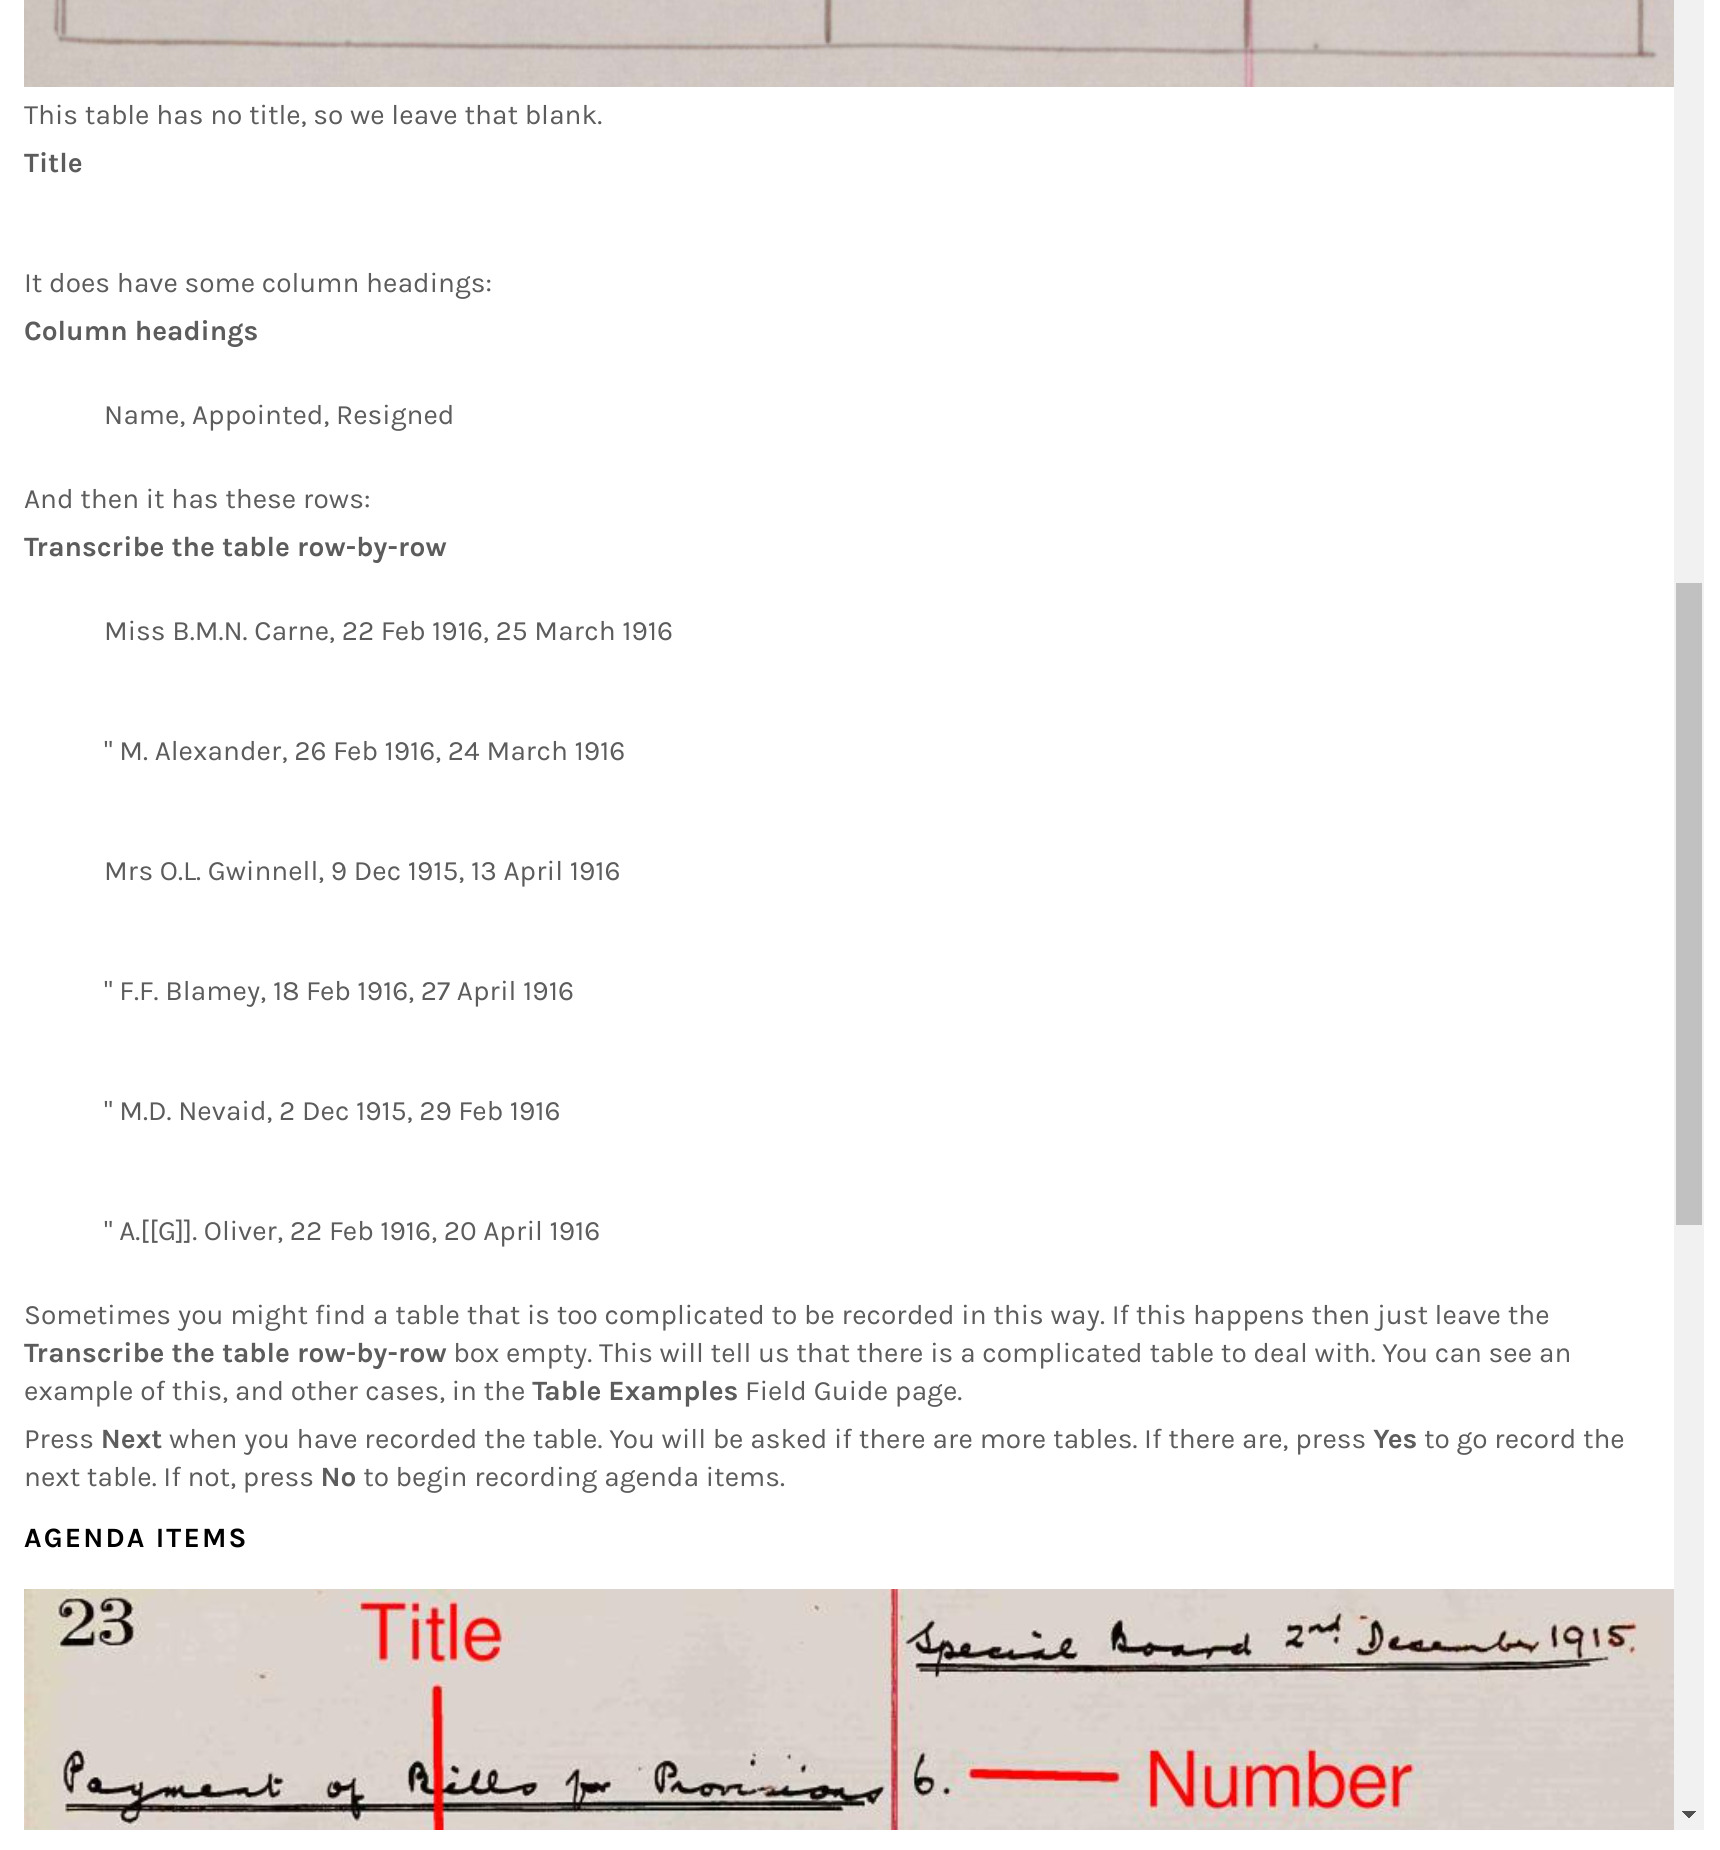 This table has no title, so we leave that blank.
Title
It does have some column headings:
Column headings
Name, Appointed, Resigned
And then it has these rows:
Transcribe the table row-by-row
Miss B.M.N. Carne, 22 Feb 1916, 25 March 1916
" M. Alexander, 26 Feb 1916, 24 March 1916
Mrs O.L. Gwinnell, 9 Dec 1915, 13 April 1916
" F.F. Blamey, 18 Feb 1916, 27 April 1916
" M.D. Nevaid, 2 Dec 1915, 29 Feb 1916
" A.[[G]]. Oliver, 22 Feb 1916, 20 April 1916
Sometimes you might find a table that is too complicated to be recorded in this way. If this happens then just leave the
Transcribe the table row-by-row box empty. This will tell us that there is a complicated table to deal with. You can see an
example of this, and other cases, in the Table Examples Field Guide page.
Press Next when you have recorded the table. You will be asked if there are more tables. If there are, press Yes to go record the
next table. If not, press No to begin recording agenda items.
AGENDA ITEMS
23 Title
Special Board 2nd December 1915.
Payment of Bills for Provisions
6. Number